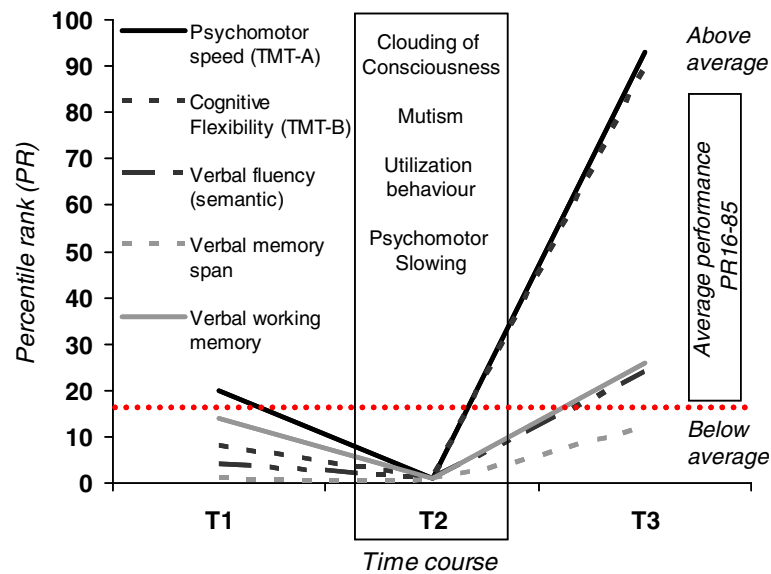 100
90
80
70
60
50
40
30
20
10
0
Percentile rank (PR)
Psychomotor
speed (TMT-A)
Cognitive
Flexibility (TMT-B)
Verbal fluency
(semantic)
Verbal memory
span
Verbal working
memory
Clouding of
Consciousness
Mutism
Utilization
behaviour
Psychomotor
Slowing
Above
average
Average performance
PR16-85
Below
average
T1
T2
T3
Time course